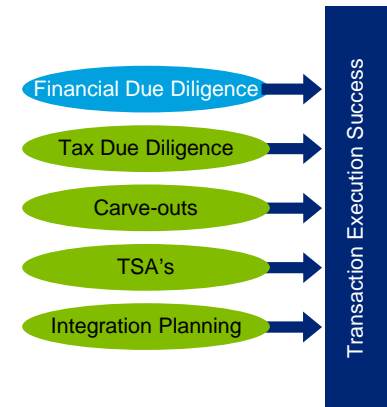 Financial Due Diligence
Tax Due Diligence
Carve-outs
TSA's
Integration Planning
Transaction Execution Success